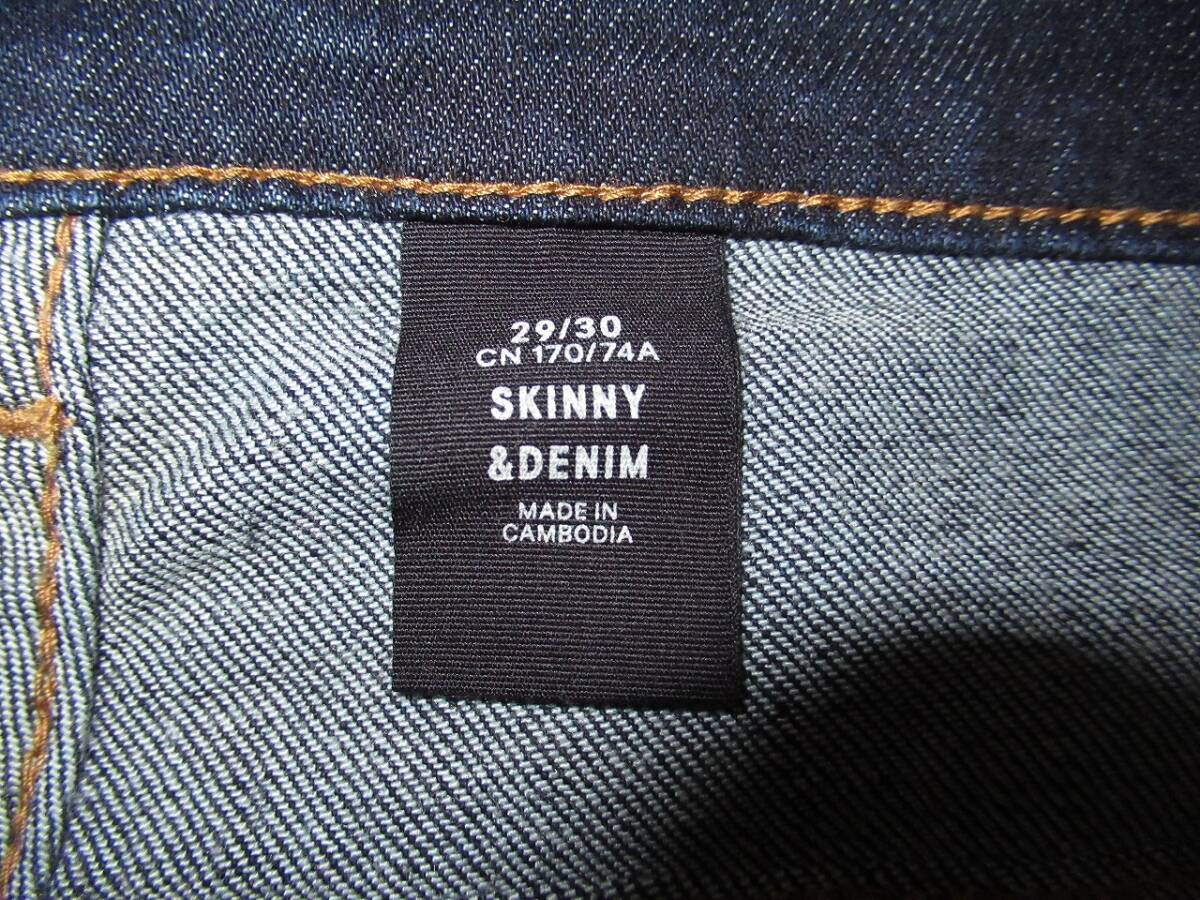 29/30
CN 170/74A
SKINNY
&DENIM
MADE IN
CAMBODIA